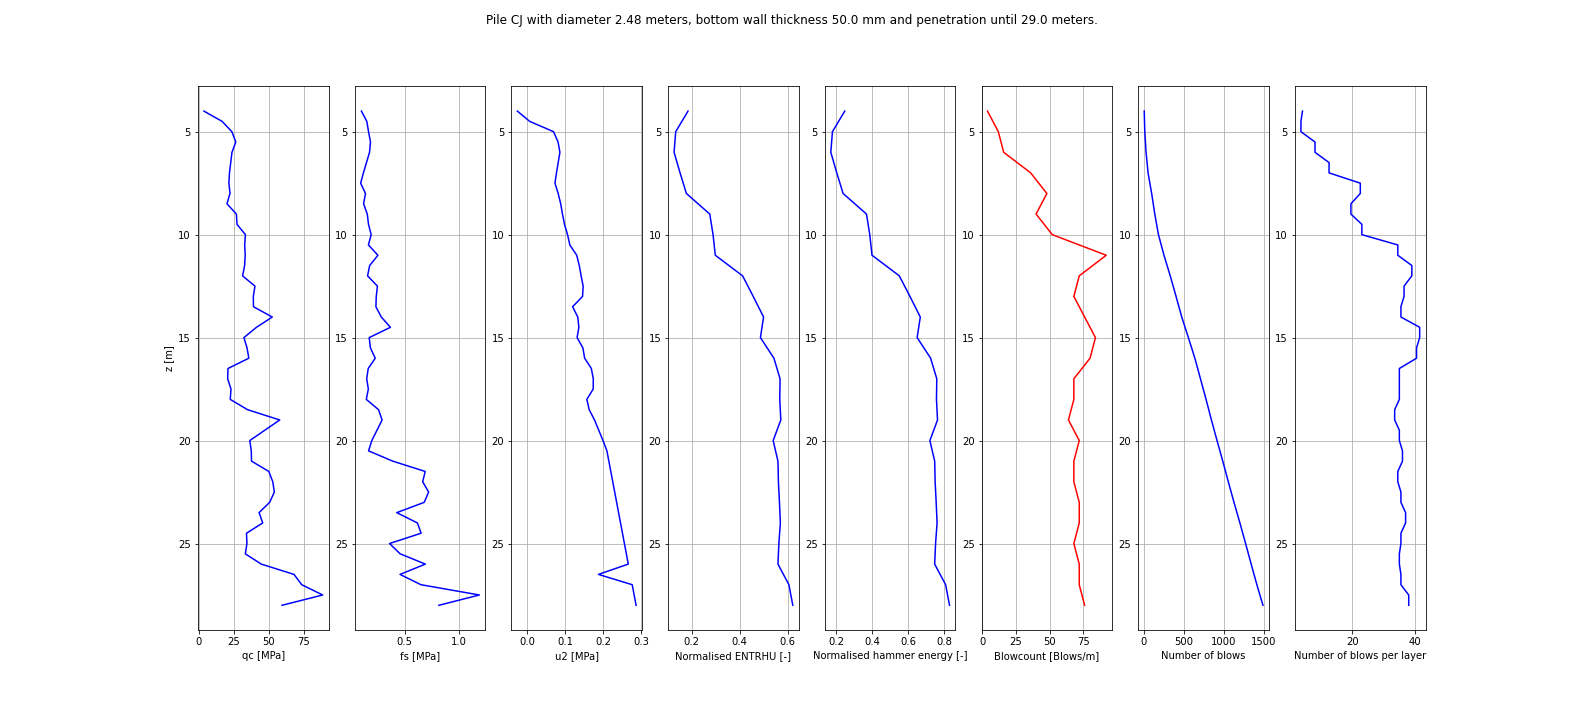 Pile CJ with diameter 2.48 meters, bottom wall thickness 50.0 mm and penetration until 29.0 meters.
z [m]
5
10
15
20
25
0 25 50 75
qc [MPa]
5
10
15
20
25
0.5 1.0
fs [MPa]
5
10
15
20
25
0.0 0.1 0.2 0.3
u2 [MPa]
5
10
15
20
25
0.2 0.4 0.6
Normalised ENTRHU [-]
5
10
15
20
25
0.2 0.4 0.6 0.8
Normalised hammer energy [-]
5
10
15
20
25
0 25 50 75
Blowcount [Blows/m]
5
10
15
20
25
0 500 1000 1500
Number of blows
5
10
15
20
25
20 40
Number of blows per layer